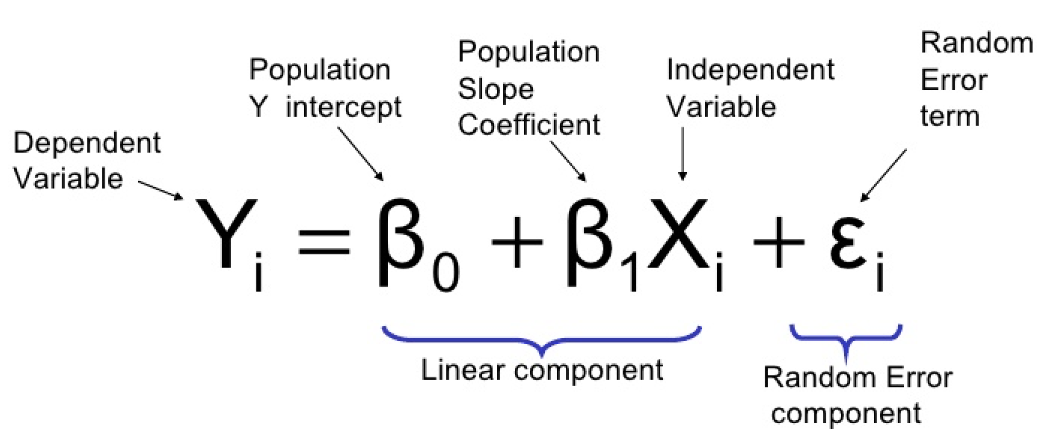 Dependent
Variable
Population
Y intercept
Population
Slope
Coefficient
Independent
Variable
Random
Error
term
Yᵢ = β₀ + β₁Xᵢ + εᵢ
Linear component
Random Error
component